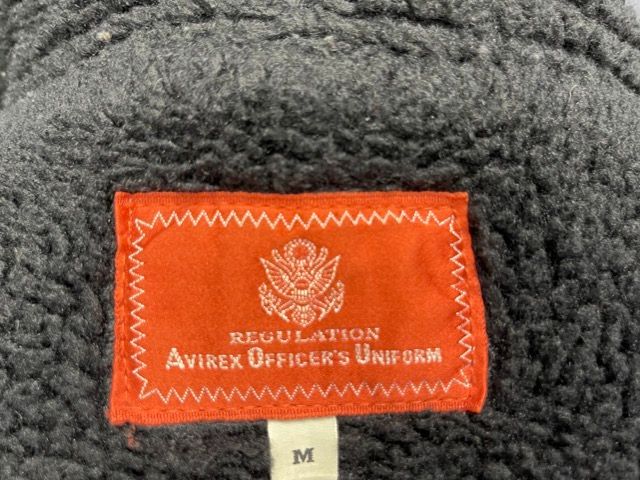 REGULATION
AVIREX OFFICER'S UNIFORM
M